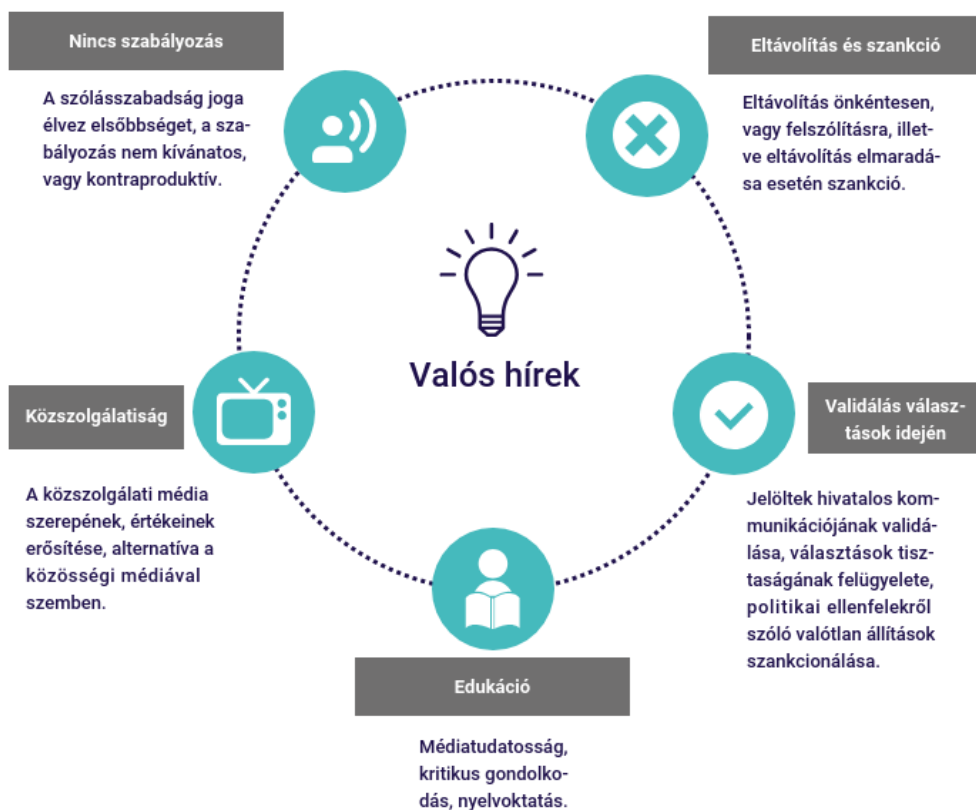 Nincs szabályozás
A szólásszabadság joga
élvez elsőbbséget, a sza-
bályozás nem kívánatos,
vagy kontraproduktív.
Eltávolítás és szankció
Eltávolítás önkéntesen,
vagy felszólításra, illet-
ve eltávolítás elmaradá-
sa esetén szankció.
Valós hírek
Közszolgálatiság
A közszolgálati média
szerepének, értékeinek
erősítése, alternatíva a
közösségi médiával
szemben.
Validálás válasz-
tások idején
Jelöltek hivatalos kom-
munikációjának validá-
lása, választások tisz-
taságának felügyelete,
politikai ellenfelekről
szóló valótlan állítások
szankcionálása.
Edukáció
Médiatudatosság,
kritikus gondolko-
dás, nyelvoktatás.